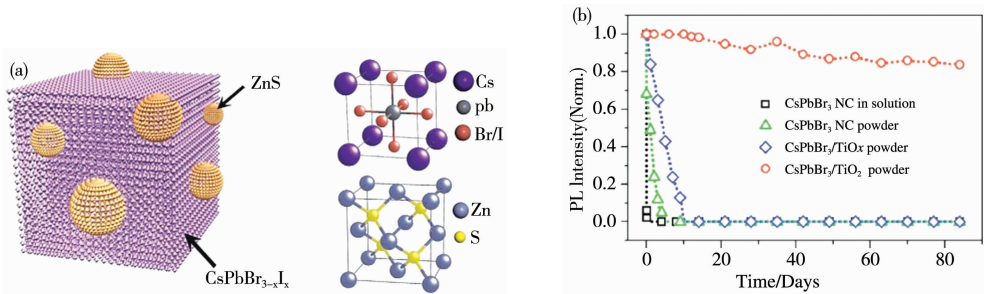 (a)
ZnS
CsPbBr₃₋ₓIₓ
Cs
pb
Br/I
Zn
S
(b)
PL Intensity(Norm.)
1.0
0.8
0.6
0.4
0.2
0.0
CsPbBr₃ NC in solution
CsPbBr₃ NC powder
CsPbBr₃/TiOx powder
CsPbBr₃/TiO₂ powder
0 20 40 60 80
Time/Days